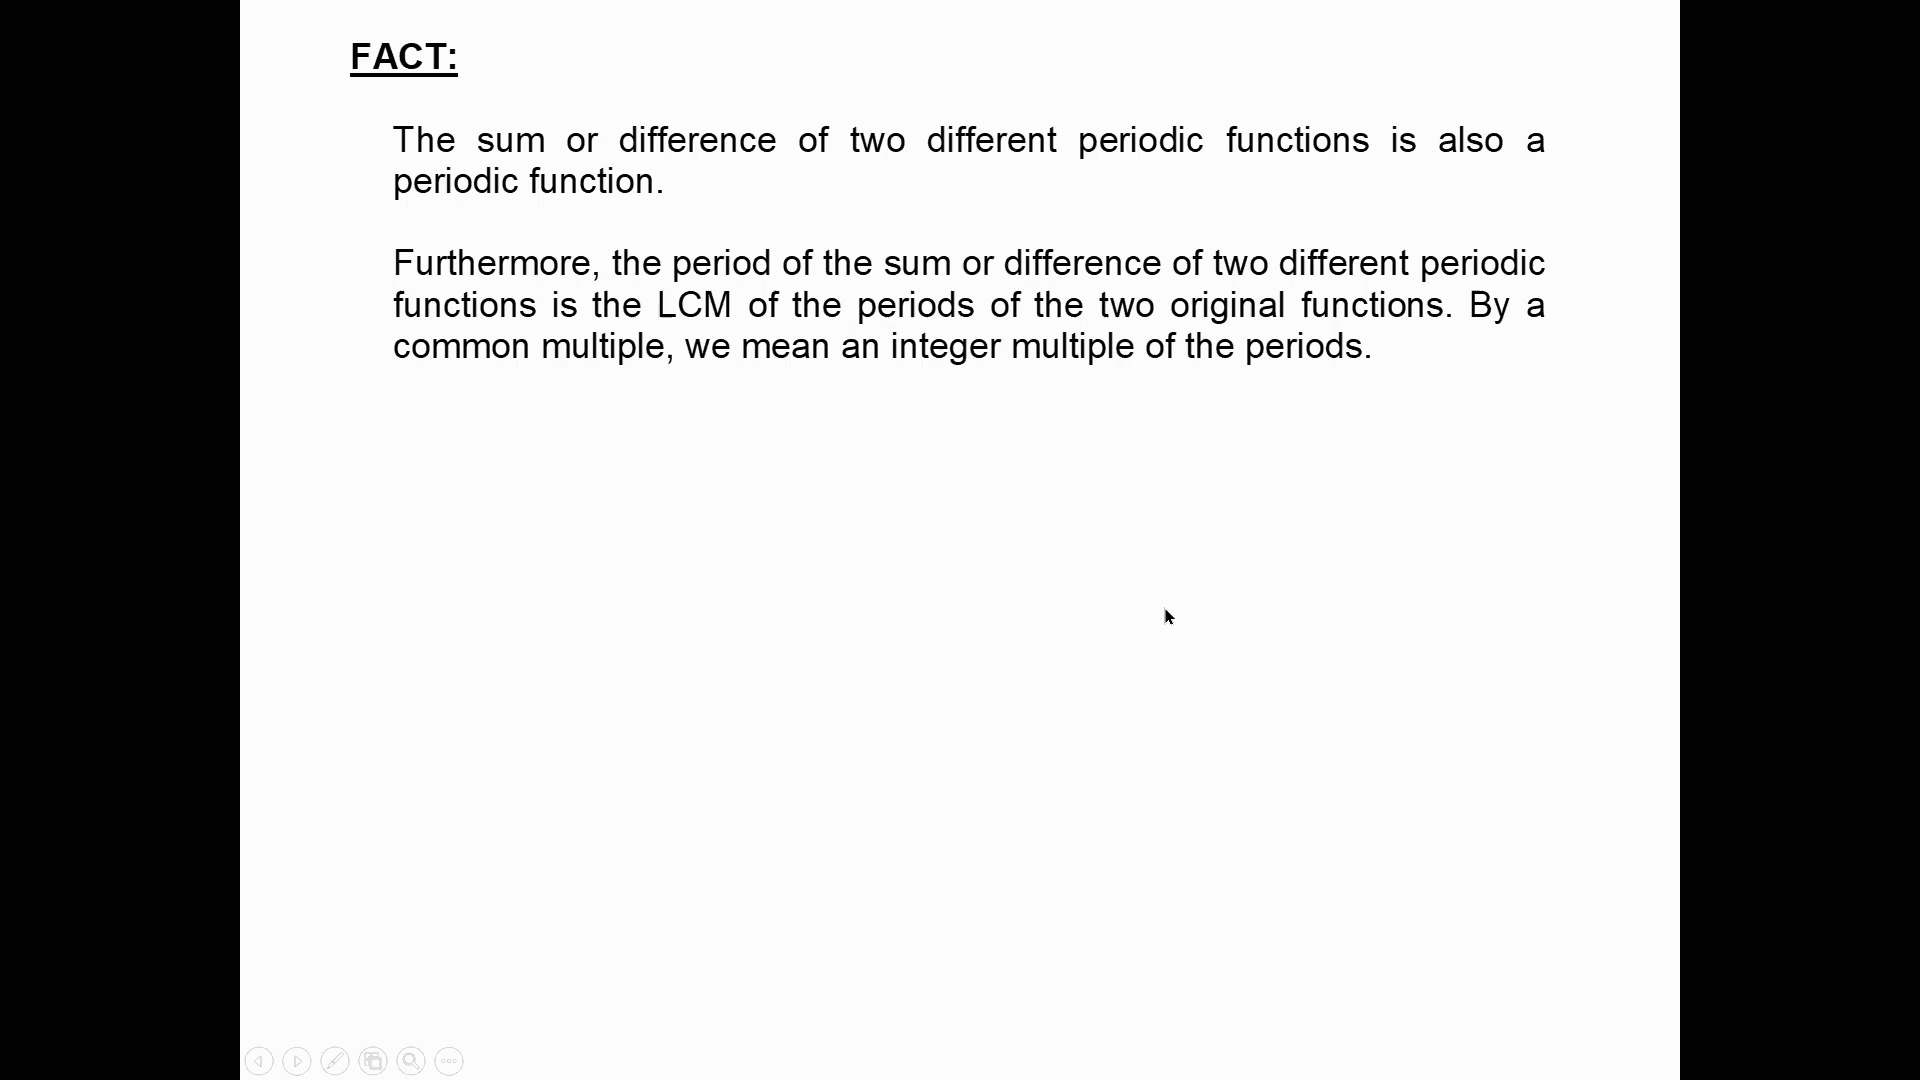 FACT:
The sum or difference of two different periodic functions is also a
periodic function.
Furthermore, the period of the sum or difference of two different periodic
functions is the LCM of the periods of the two original functions. By a
common multiple, we mean an integer multiple of the periods.